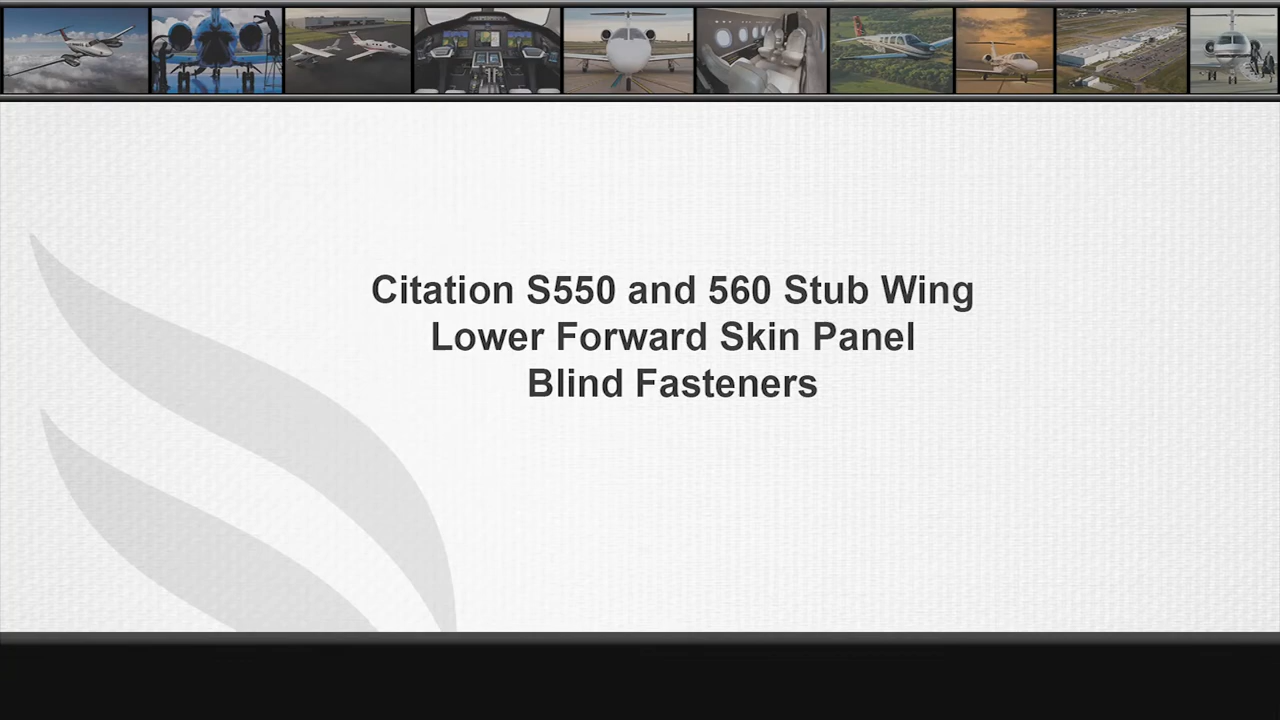 Citation S550 and 560 Stub Wing
Lower Forward Skin Panel
Blind Fasteners